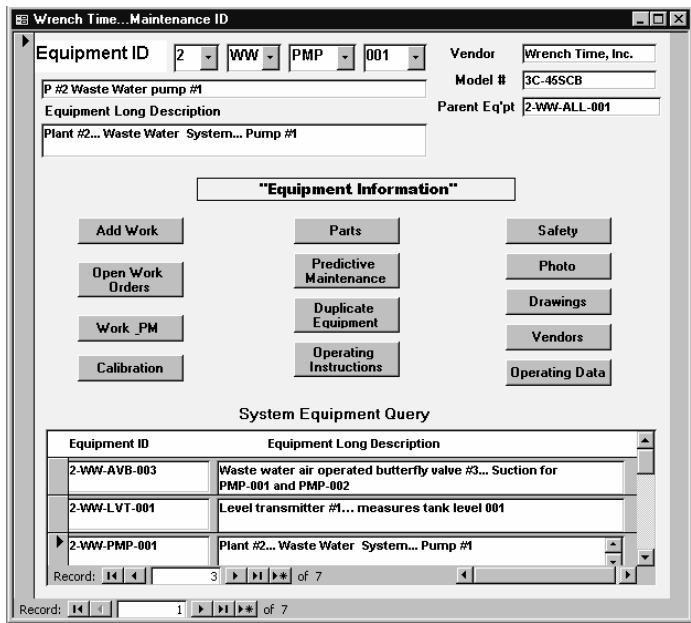 Wrench Time...Maintenance ID
Equipment ID 2 WW PMP 001
Vendor Wrench Time, Inc.
Model # 3C-45SCB
P #2 Waste Water pump #1
Parent Eq'pt 2-WW-ALL-001
Equipment Long Description
Plant #2... Waste Water System... Pump #1
"Equipment Information"
Add Work Parts Safety
Open Work
Orders
Predictive
Maintenance
Photo
Duplicate
Equipment
Drawings
Work_PM
Vendors
Calibration
Operating
Instructions
Operating Data
System Equipment Query
Equipment ID Equipment Long Description
2-WW-AVB-003 Waste water air operated butterfly valve #3... Suction for
PMP-001 and PMP-002
2-WW-LVT-001 Level transmitter #1... measures tank level 001
2-WW-PMP-001 Plant #2... Waste Water System... Pump #1
Record: 3 of 7
Record: 1 of 7